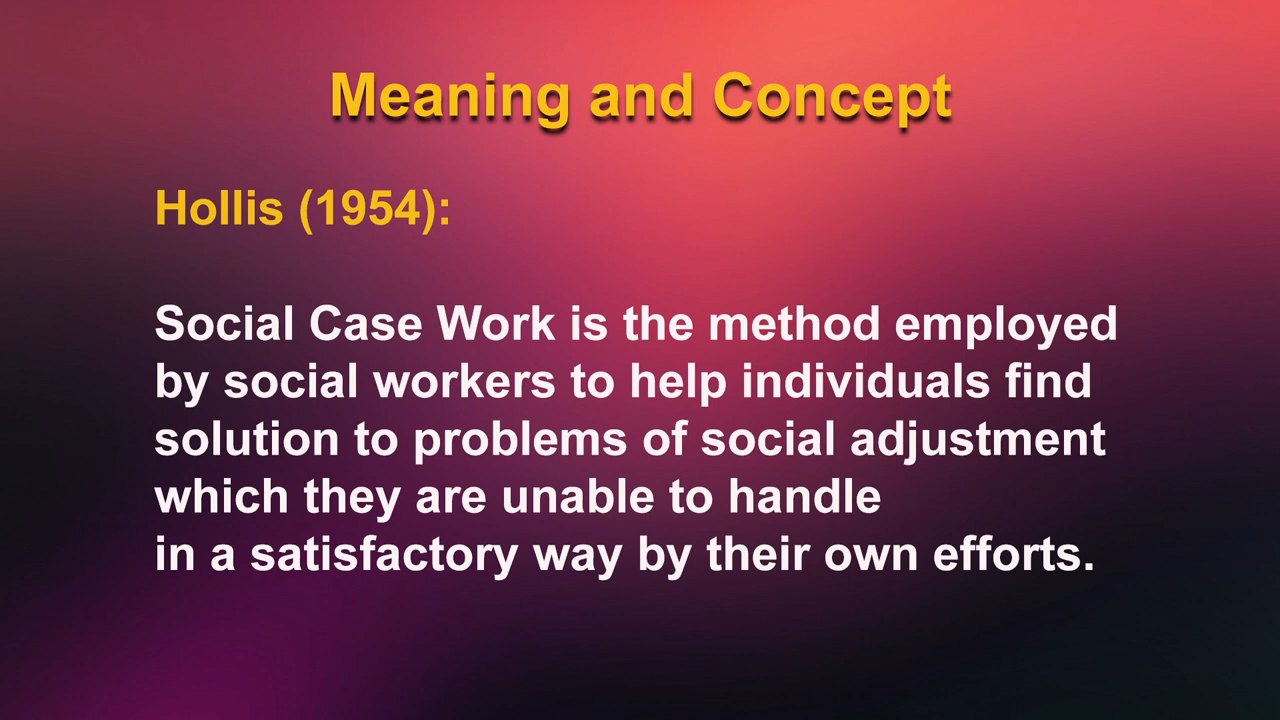 Meaning and Concept
Hollis (1954):
Social Case Work is the method employed
by social workers to help individuals find
solution to problems of social adjustment
which they are unable to handle
in a satisfactory way by their own efforts.